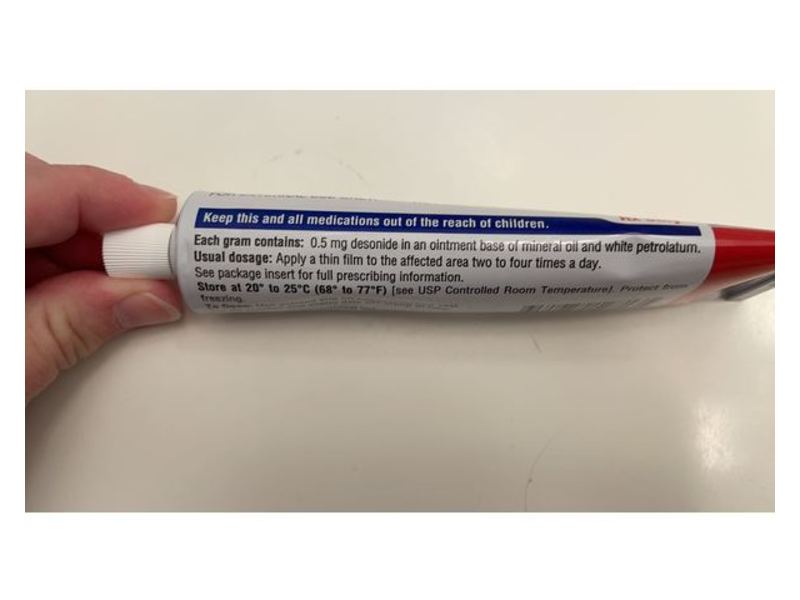 Keep this and all medications out of the reach of children.
Each gram contains: 0.5 mg desonide in an ointment base of mineral oil and white petrolatum.
Usual dosage: Apply a thin film to the affected area two to four times a day.
See package insert for full prescribing information.
Store at 20° to 25°C (68° to 77°F) [see USP Controlled Room Temperature]. Protect from
freezing.
To Open: